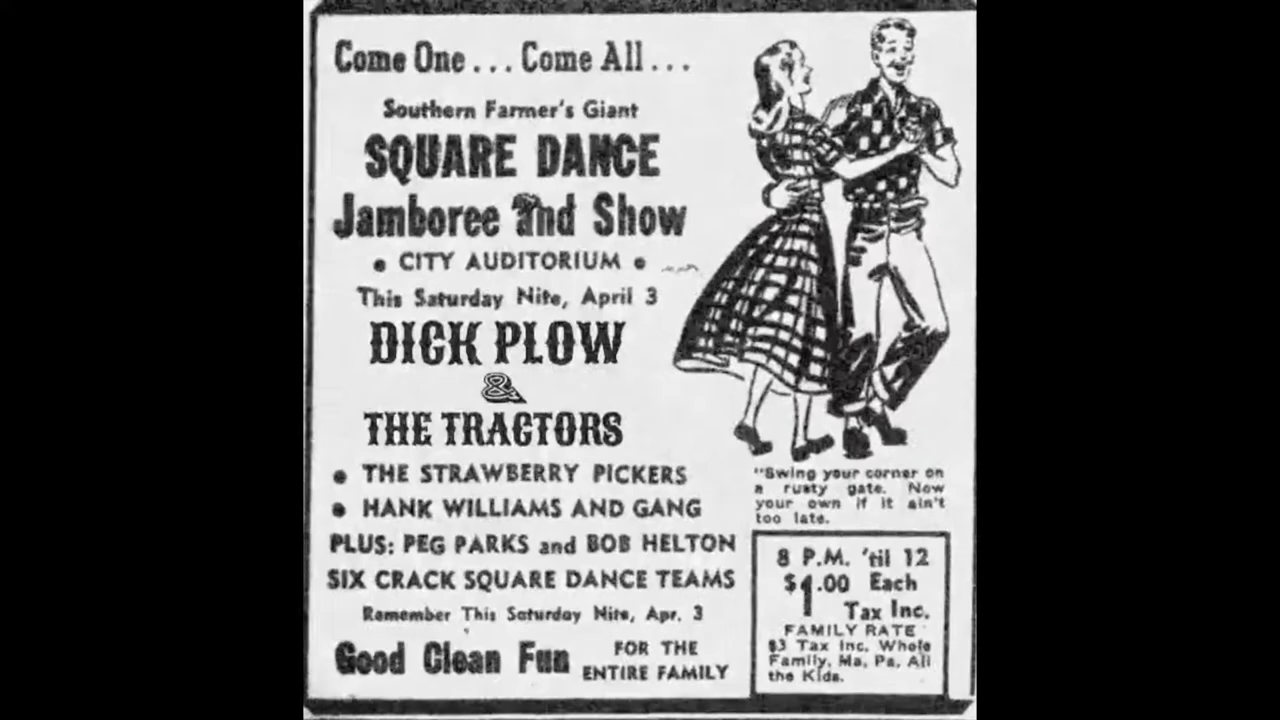 Come One... Come All...
Southern Farmer's Giant
SQUARE DANCE
Jamboree and Show
• CITY AUDITORIUM •
This Saturday Nite, April 3
DICK PLOW
&
THE TRACTORS
• THE STRAWBERRY PICKERS
• HANK WILLIAMS AND GANG
PLUS: PEG PARKS and BOB HELTON
SIX CRACK SQUARE DANCE TEAMS
Remember This Saturday Nite, Apr. 3
Good Clean Fun FOR THE
ENTIRE FAMILY
"Swing your corner on
a rusty gate. Now
your own if it ain't
too late.
8 P.M. 'til 12
$1.00 Each
Tax Inc.
FAMILY RATE
$3 Tax Inc. Whole
Family, Ma, Pa, All
the Kids.